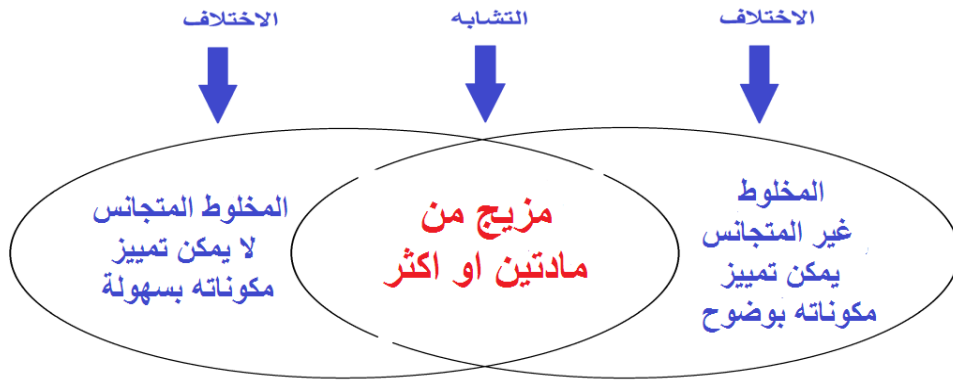 الاختلاف
التشابه
الاختلاف
المخلوط
غير المتجانس
يمكن تمييز
مكوناته بوضوح
مزيج من
مادتين او اكثر
المخلوط المتجانس
لا يمكن تمييز
مكوناته بسهولة